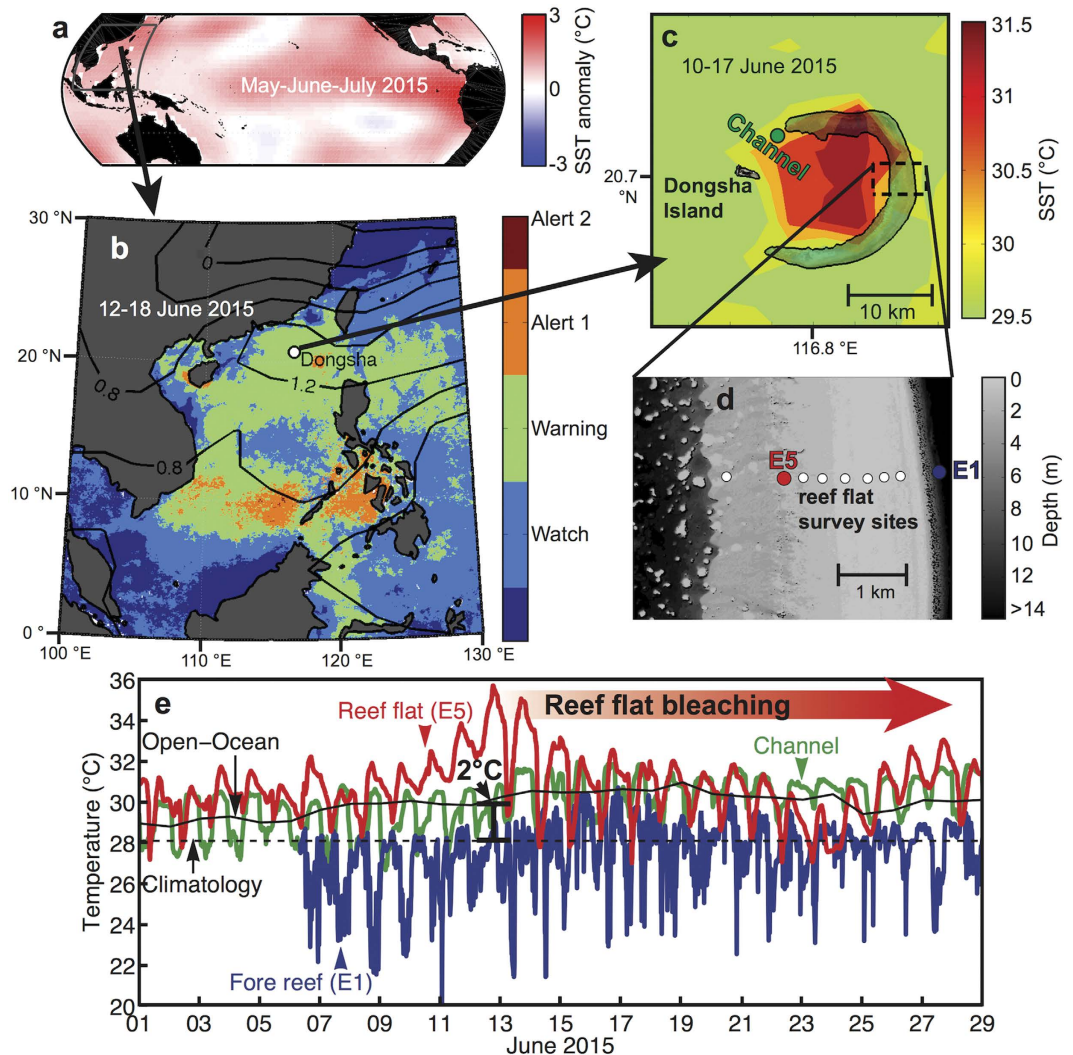 a
May-June-July 2015
3
0
-3
SST anomaly (°C)
b
12-18 June 2015
30 °N
20 °N
10°N
0 °
100 °E
110 °E
120 °E
130 °E
0
0.8
0.8
1.2
Dongsha
Alert 2
Alert 1
Warning
Watch
c
10-17 June 2015
Channel
Dongsha
Island
20.7
°N
116.8 °E
10 km
31.5
31
30.5
30
29.5
SST (°C)
d
E5
E1
reef flat
survey sites
1 km
0
2
4
6
8
10
12
>14
Depth (m)
e
Reef flat bleaching
Reef flat (E5)
Open-Ocean
2°C
Channel
Climatology
Fore reef (E1)
Temperature (°C)
36
34
32
30
28
26
24
22
20
01
03
05
07
09
11
13
15
17
19
21
23
25
27
29
June 2015